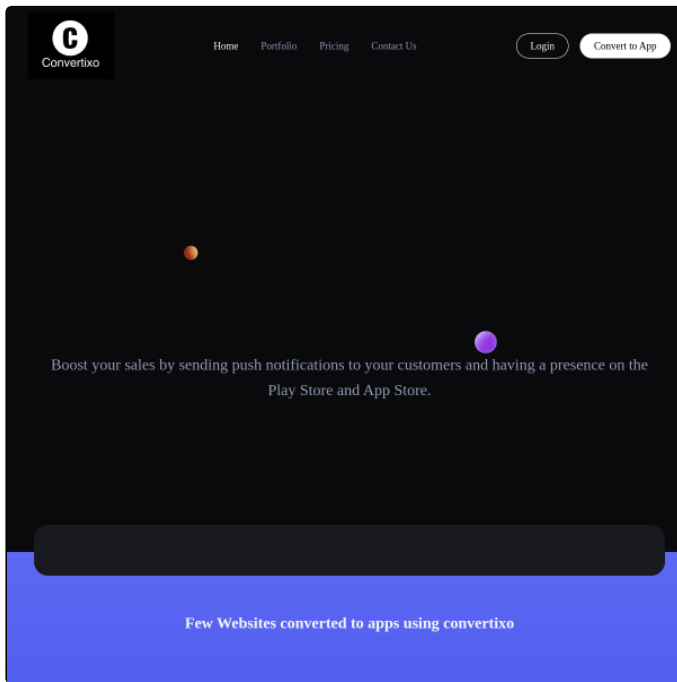 C
Convertixo
Home Portfolio Pricing Contact Us Login Convert to App
Boost your sales by sending push notifications to your customers and having a presence on the
Play Store and App Store.
Few Websites converted to apps using convertixo